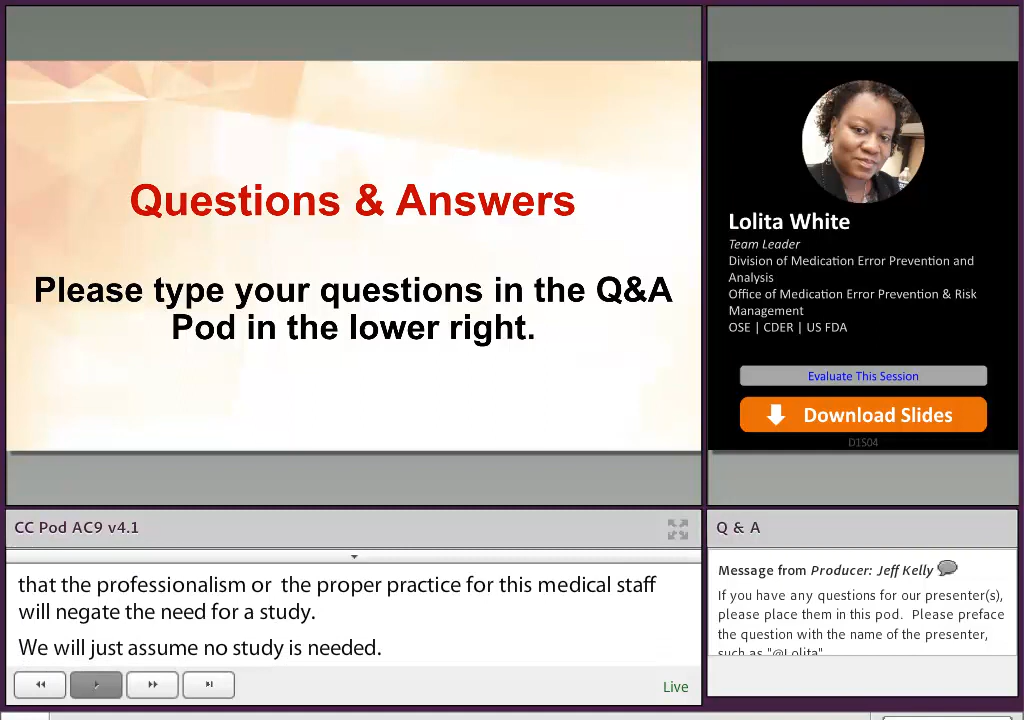 Questions & Answers
Please type your questions in the Q&A
Pod in the lower right.
Lolita White
Team Leader
Division of Medication Error Prevention and
Analysis
Office of Medication Error Prevention & Risk
Management
OSE | CDER | US FDA
Evaluate This Session
Download Slides
D1S04
CC Pod AC9 v4.1
that the professionalism or  the proper practice for this medical staff
will negate the need for a study.
We will just assume no study is needed.
Live
Q & A
Message from Producer: Jeff Kelly
If you have any questions for our presenter(s),
please place them in this pod.  Please preface
the question with the name of the presenter,
such as "@Lolita"